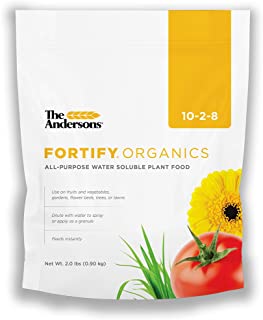 The
Andersons
10-2-8
FORTIFY. ORGANICS
ALL-PURPOSE WATER SOLUBLE PLANT FOOD
Use on fruits and vegetables,
gardens, flower beds, trees, or lawns
Dilute with water to spray
or apply as a granule
Feeds instantly
Net Wt. 2.0 lbs (0.90 kg)